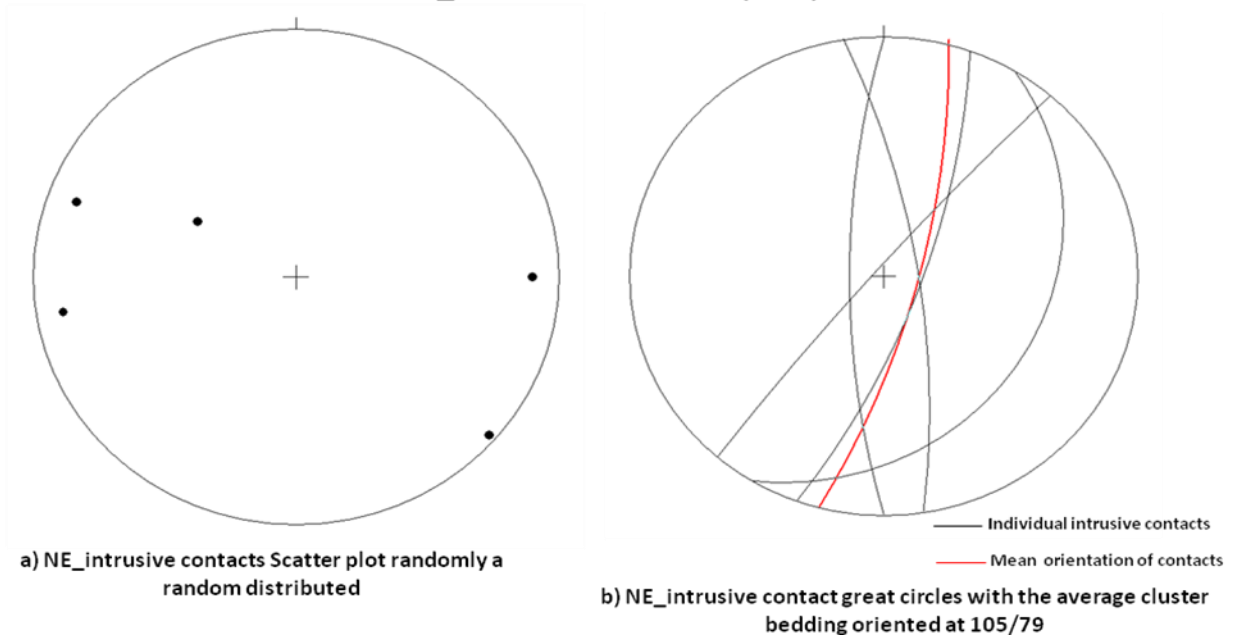 a) NE_intrusive contacts Scatter plot randomly a
random distributed
Individual intrusive contacts
Mean orientation of contacts
b) NE_intrusive contact great circles with the average cluster
bedding oriented at 105/79